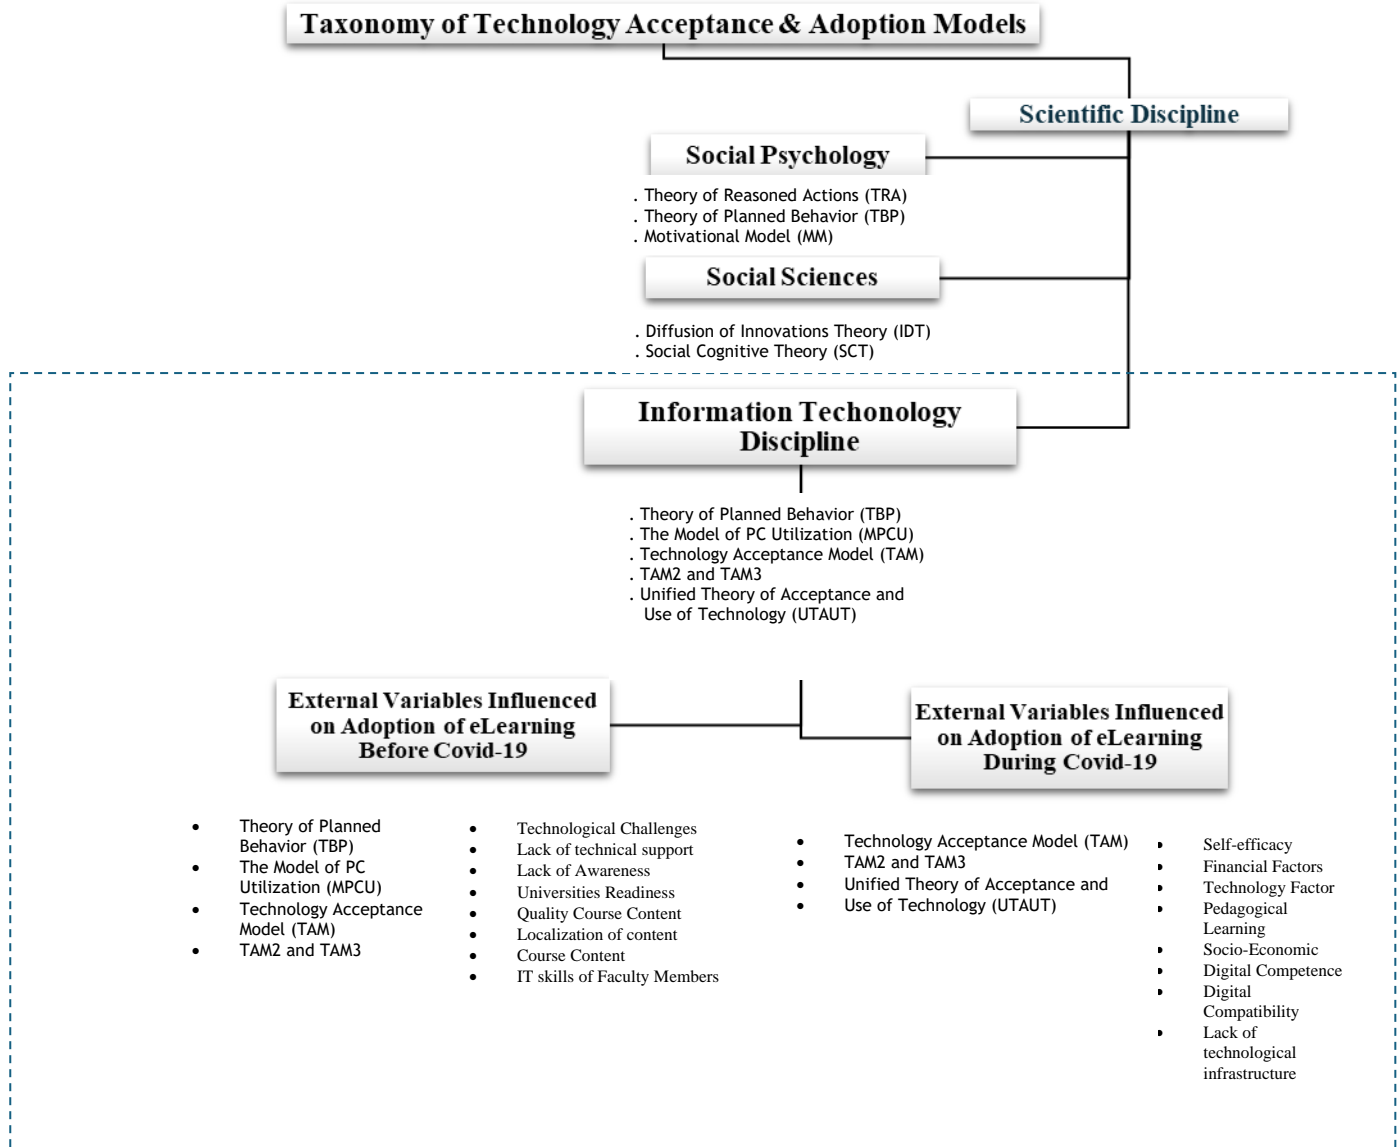 Taxonomy of Technology Acceptance & Adoption Models
Scientific Discipline
Social Psychology
. Theory of Reasoned Actions (TRA)
. Theory of Planned Behavior (TBP)
. Motivational Model (MM)
Social Sciences
. Diffusion of Innovations Theory (IDT)
. Social Cognitive Theory (SCT)
Information Techonology
Discipline
. Theory of Planned Behavior (TBP)
. The Model of PC Utilization (MPCU)
. Technology Acceptance Model (TAM)
. TAM2 and TAM3
. Unified Theory of Acceptance and
Use of Technology (UTAUT)
External Variables Influenced
on Adoption of eLearning
Before Covid-19
External Variables Influenced
on Adoption of eLearning
During Covid-19
• Theory of Planned
Behavior (TBP)
• The Model of PC
Utilization (MPCU)
• Technology Acceptance
Model (TAM)
• TAM2 and TAM3
• Technological Challenges
• Lack of technical support
• Lack of Awareness
• Universities Readiness
• Quality Course Content
• Localization of content
• Course Content
• IT skills of Faculty Members
• Technology Acceptance Model (TAM)
• TAM2 and TAM3
• Unified Theory of Acceptance and
• Use of Technology (UTAUT)
• Self-efficacy
• Financial Factors
• Technology Factor
• Pedagogical
Learning
• Socio-Economic
• Digital Competence
• Digital
Compatibility
• Lack of
technological
infrastructure